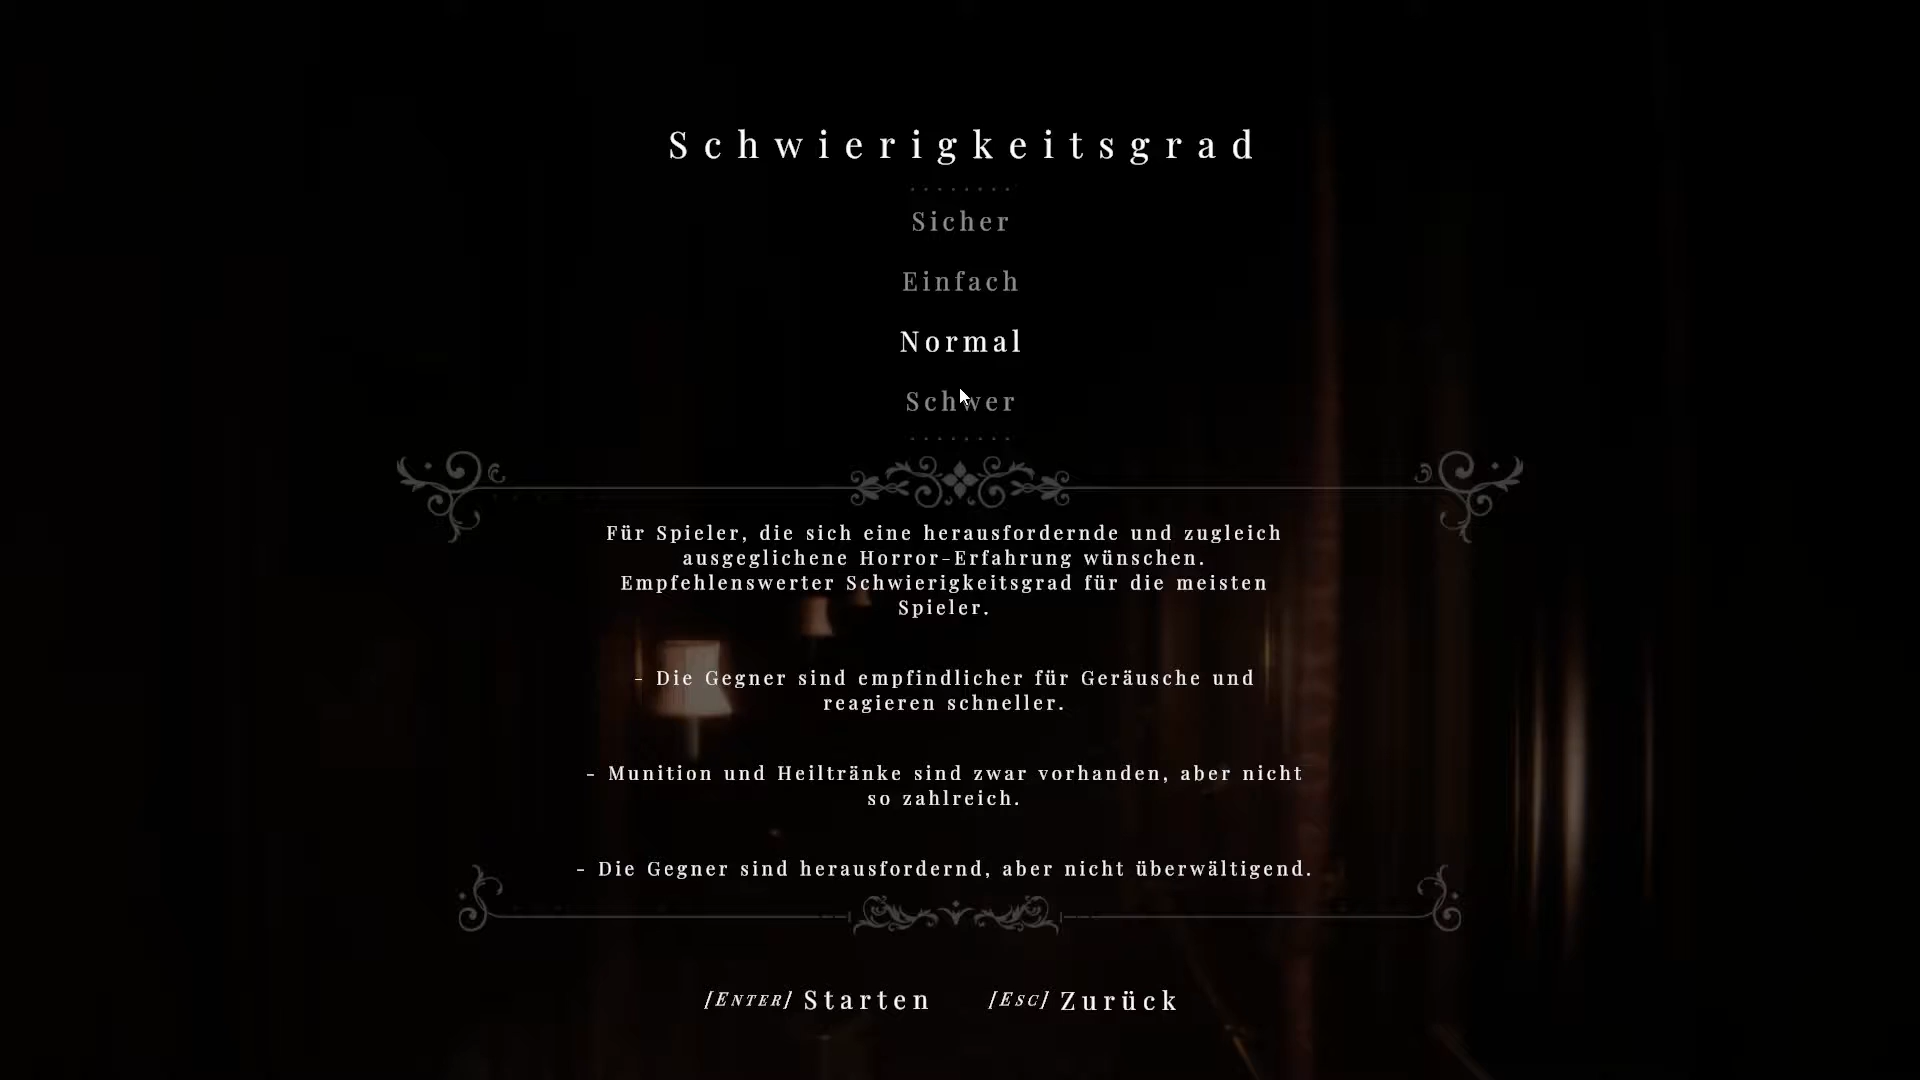 Schwierigkeitsgrad
Sicher
Einfach
Normal
Schwer
Für Spieler, die sich eine herausfordernde und zugleich
ausgeglichene Horror-Erfahrung wünschen.
Empfehlenswerter Schwierigkeitsgrad für die meisten
Spieler.
- Die Gegner sind empfindlicher für Geräusche und
reagieren schneller.
- Munition und Heiltränke sind zwar vorhanden, aber nicht
so zahlreich.
- Die Gegner sind herausfordernd, aber nicht überwältigend.
[ENTER] Starten [ESC] Zurück